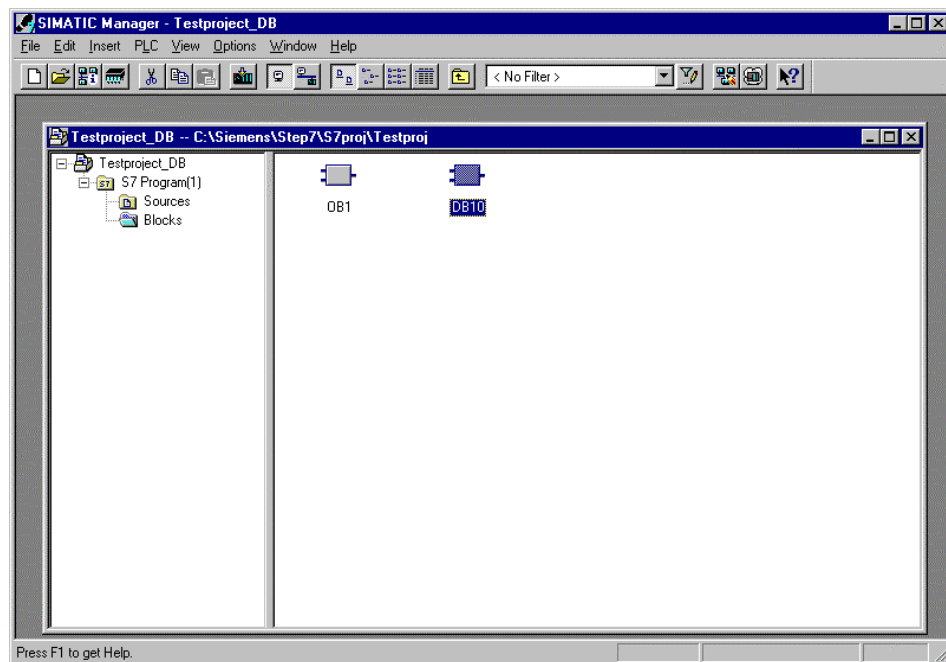 SIMATIC Manager - Testproject_DB
File Edit Insert PLC View Options Window Help
< No Filter >
Testproject_DB -- C:\Siemens\Step7\S7proj\Testproj
Testproject_DB
S7 Program(1)
Sources
Blocks
OB1 DB10
Press F1 to get Help.